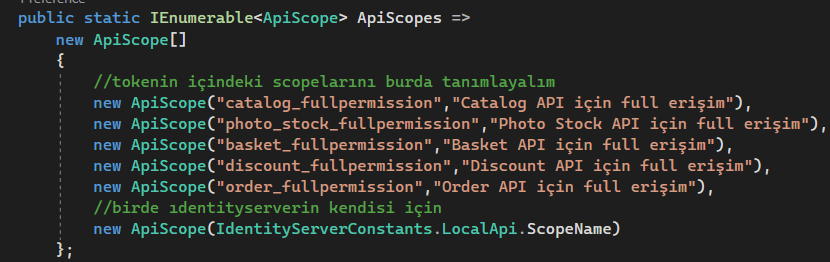 public static IEnumerable<ApiScope> ApiScopes =>
new ApiScope[]
{
//tokenin içindeki scopelarını burda tanımlayalım
new ApiScope("catalog_fullpermission","Catalog API için full erişim"),
new ApiScope("photo_stock_fullpermission","Photo Stock API için full erişim"),
new ApiScope("basket_fullpermission","Basket API için full erişim"),
new ApiScope("discount_fullpermission","Discount API için full erişim"),
new ApiScope("order_fullpermission","Order API için full erişim"),
//birde ıdentityserverin kendisi için
new ApiScope(IdentityServerConstants.LocalApi.ScopeName)
};